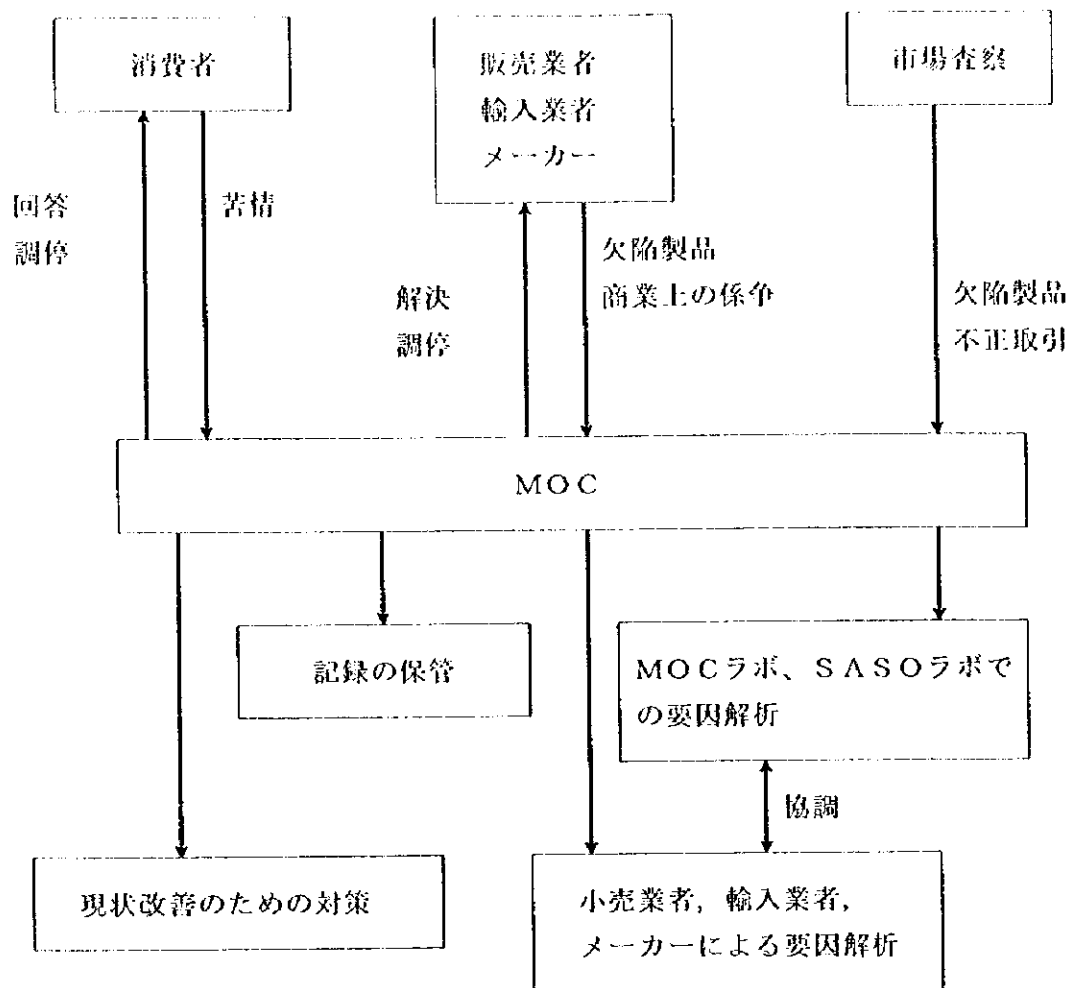 消費者
販売業者
輸入業者
メーカー
市場査察
回答
調停
苦情
解決
調停
欠陥製品
商業上の係争
欠陥製品
不正取引
MOC
記録の保管
MOCラボ、SASOラボで
の要因解析
協調
現状改善のための対策
小売業者，輸入業者，
メーカーによる要因解析